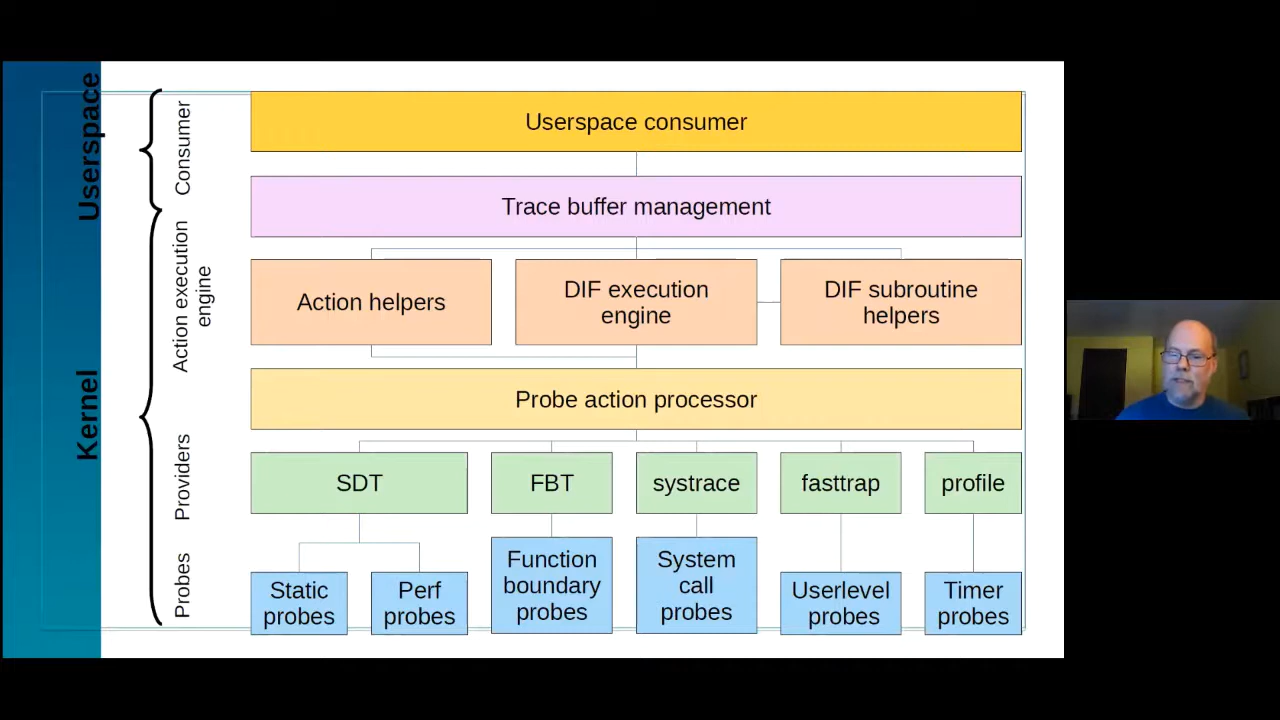 Userspace
Consumer
Userspace consumer
Trace buffer management
Action execution
engine
Action helpers
DIF execution
engine
DIF subroutine
helpers
Kernel
Probe action processor
Providers
SDT
FBT
systrace
fasttrap
profile
Probes
Static
probes
Perf
probes
Function
boundary
probes
System
call
probes
Userlevel
probes
Timer
probes